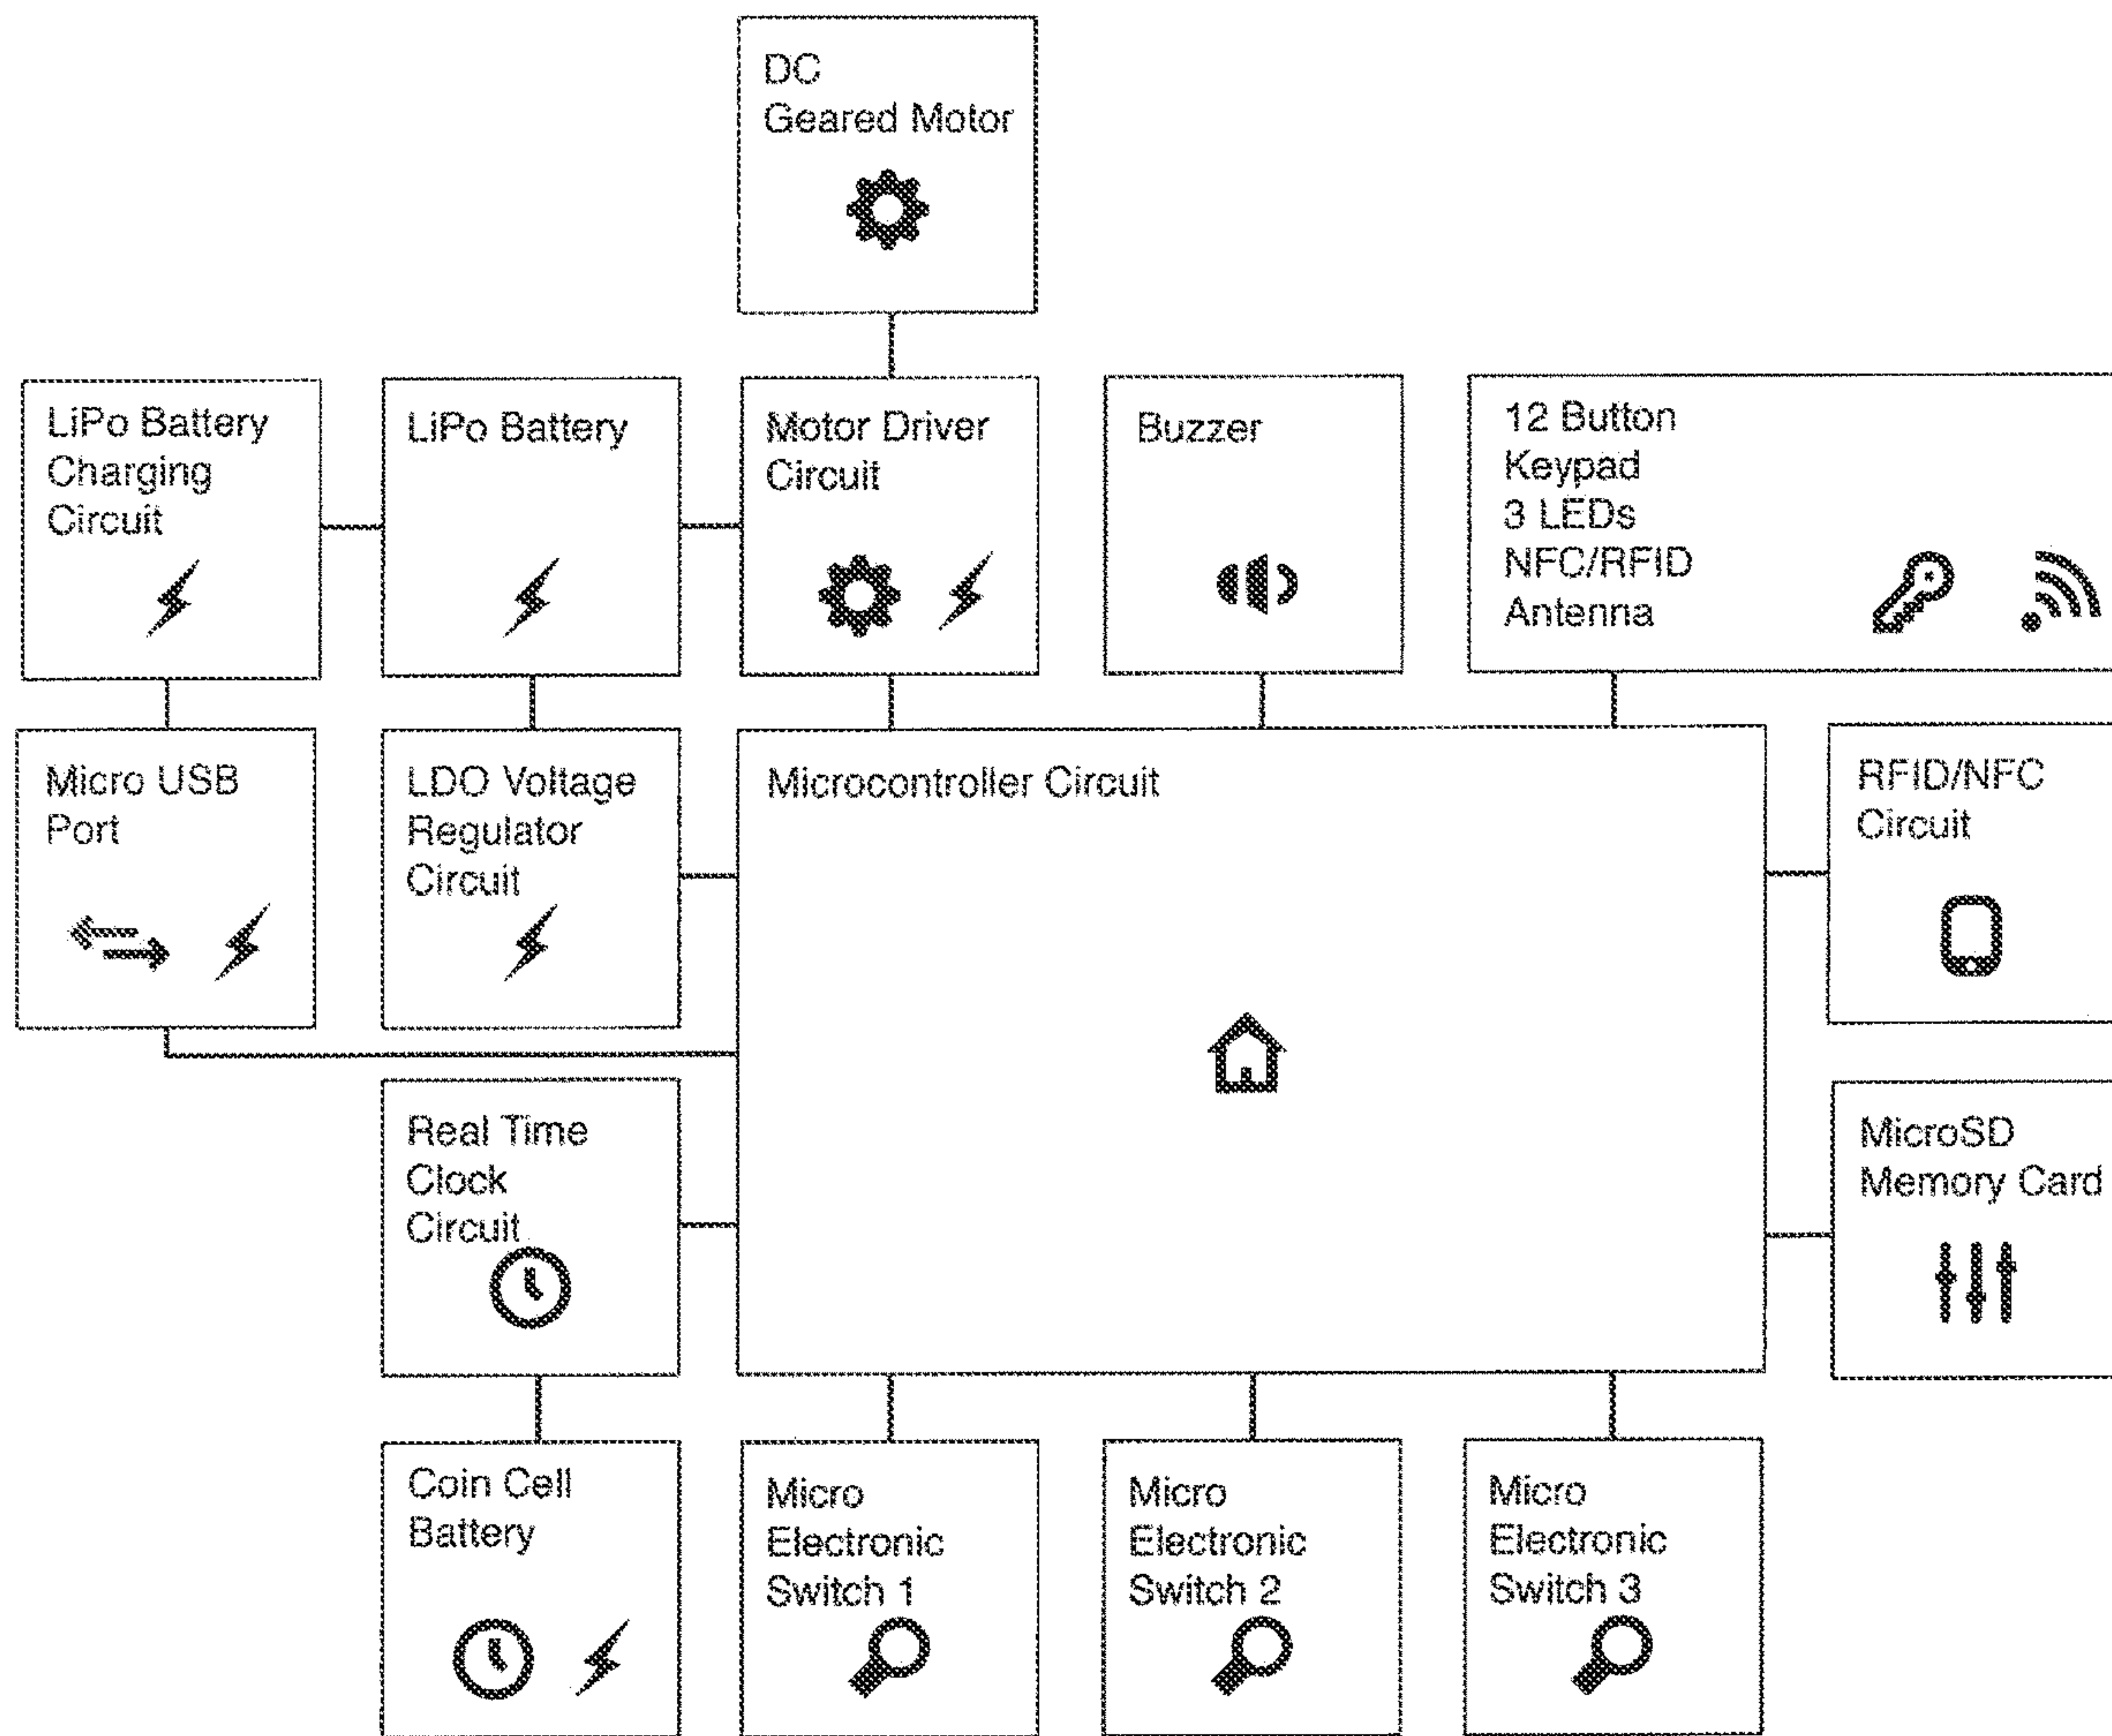 DC
Geared Motor
LiPo Battery
Charging
Circuit
LiPo Battery
Motor Driver
Circuit
Buzzer
12 Button
Keypad
3 LEDs
NFC/RFID
Antenna
Micro USB
Port
LDO Voltage
Regulator
Circuit
Microcontroller Circuit
RFID/NFC
Circuit
Real Time
Clock
Circuit
MicroSD
Memory Card
Coin Cell
Battery
Micro
Electronic
Switch 1
Micro
Electronic
Switch 2
Micro
Electronic
Switch 3